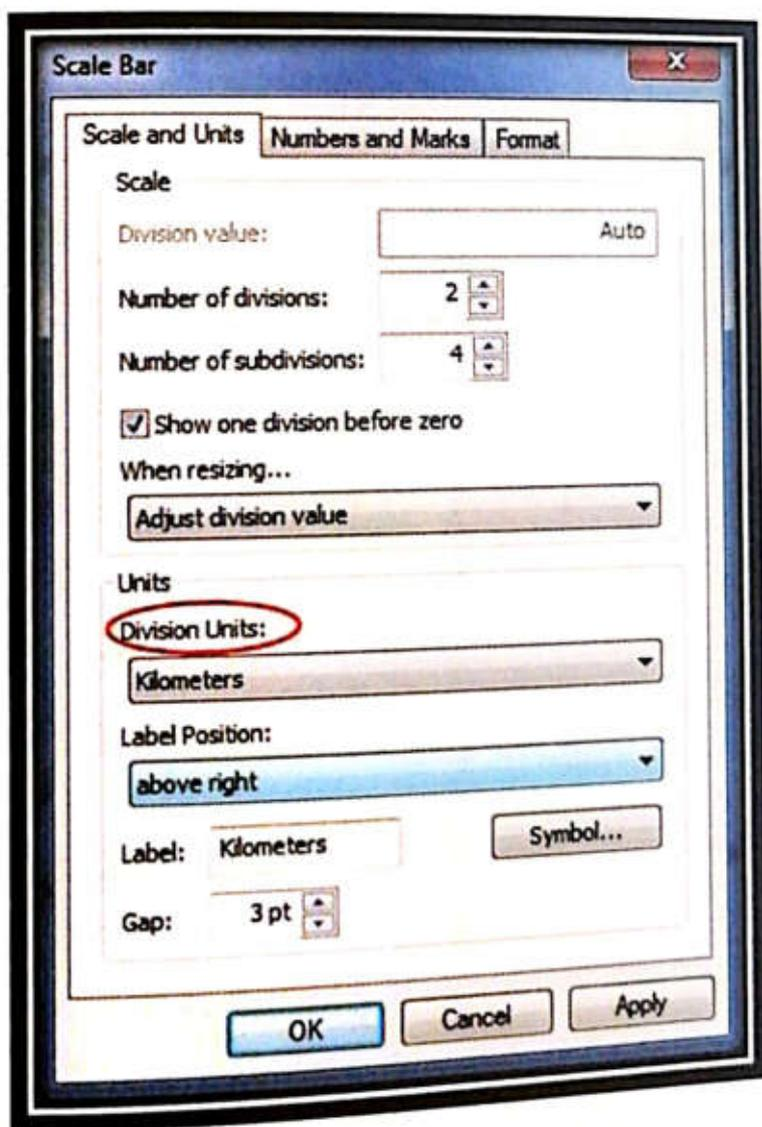 Scale Bar
x
Scale and Units Numbers and Marks Format
Scale
Division value: Auto
Number of divisions: 2
Number of subdivisions: 4
Show one division before zero
When resizing...
Adjust division value
Units
Division Units:
Kilometers
Label Position:
above right
Label: Kilometers Symbol...
Gap: 3 pt
OK Cancel Apply